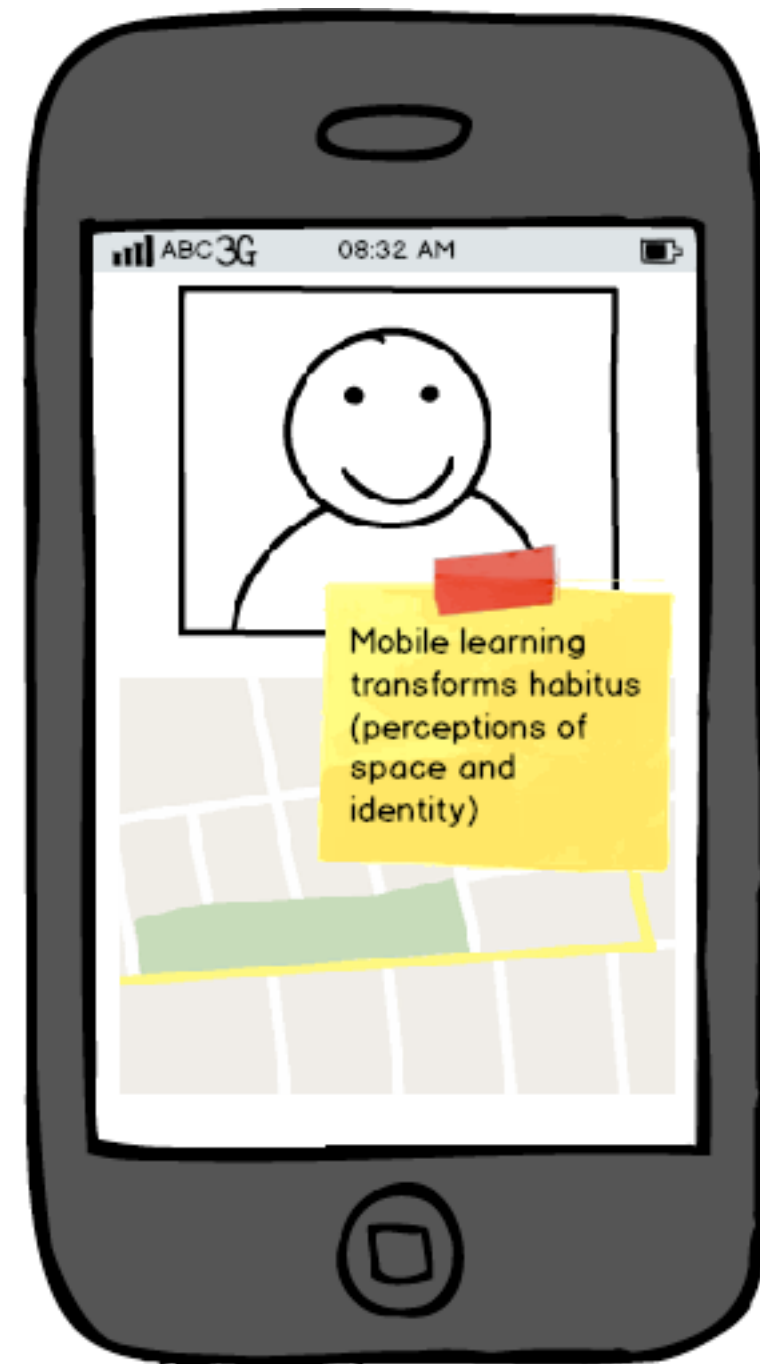 ABC 3G 08:32 AM
Mobile learning
transforms habitus
(perceptions of
space and
identity)